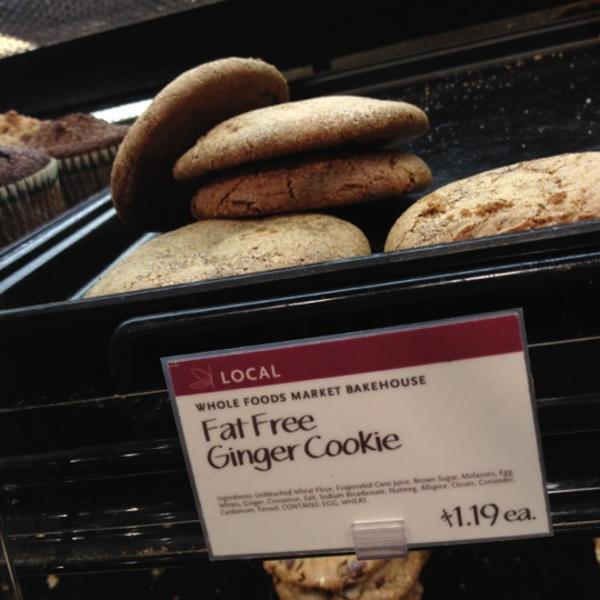 LOCAL
WHOLE FOODS MARKET BAKEHOUSE
Fat Free
Ginger Cookie
Ingredients: Unbleached Wheat Flour, Evaporated Cane Juice, Brown Sugar, Molasses, Egg
Whites, Ginger, Cinnamon, Salt, Sodium Bicarbonate, Nutmeg, Allspice, Cloves, Coriander,
Cardamom, Fennel. CONTAINS: EGG, WHEAT.
$1.19 ea.